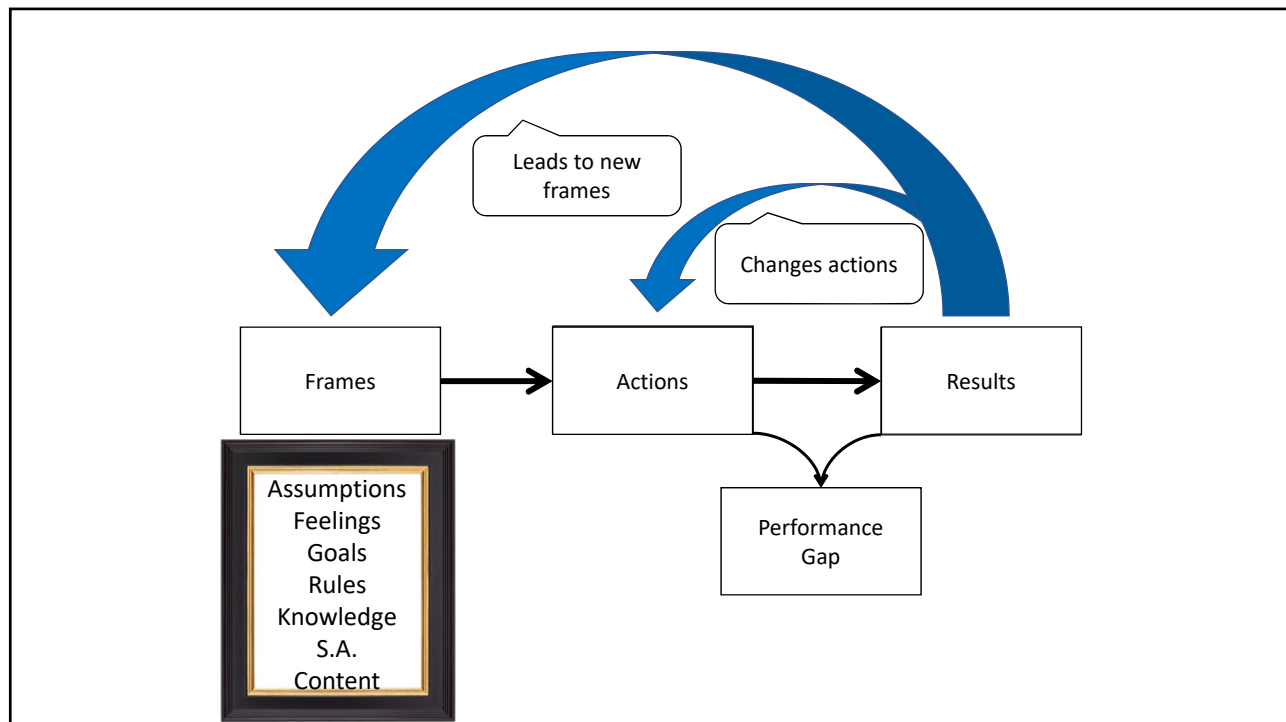 Leads to new
frames
Changes actions
Frames
Actions
Results
Assumptions
Feelings
Goals
Rules
Knowledge
S.A.
Content
Performance
Gap